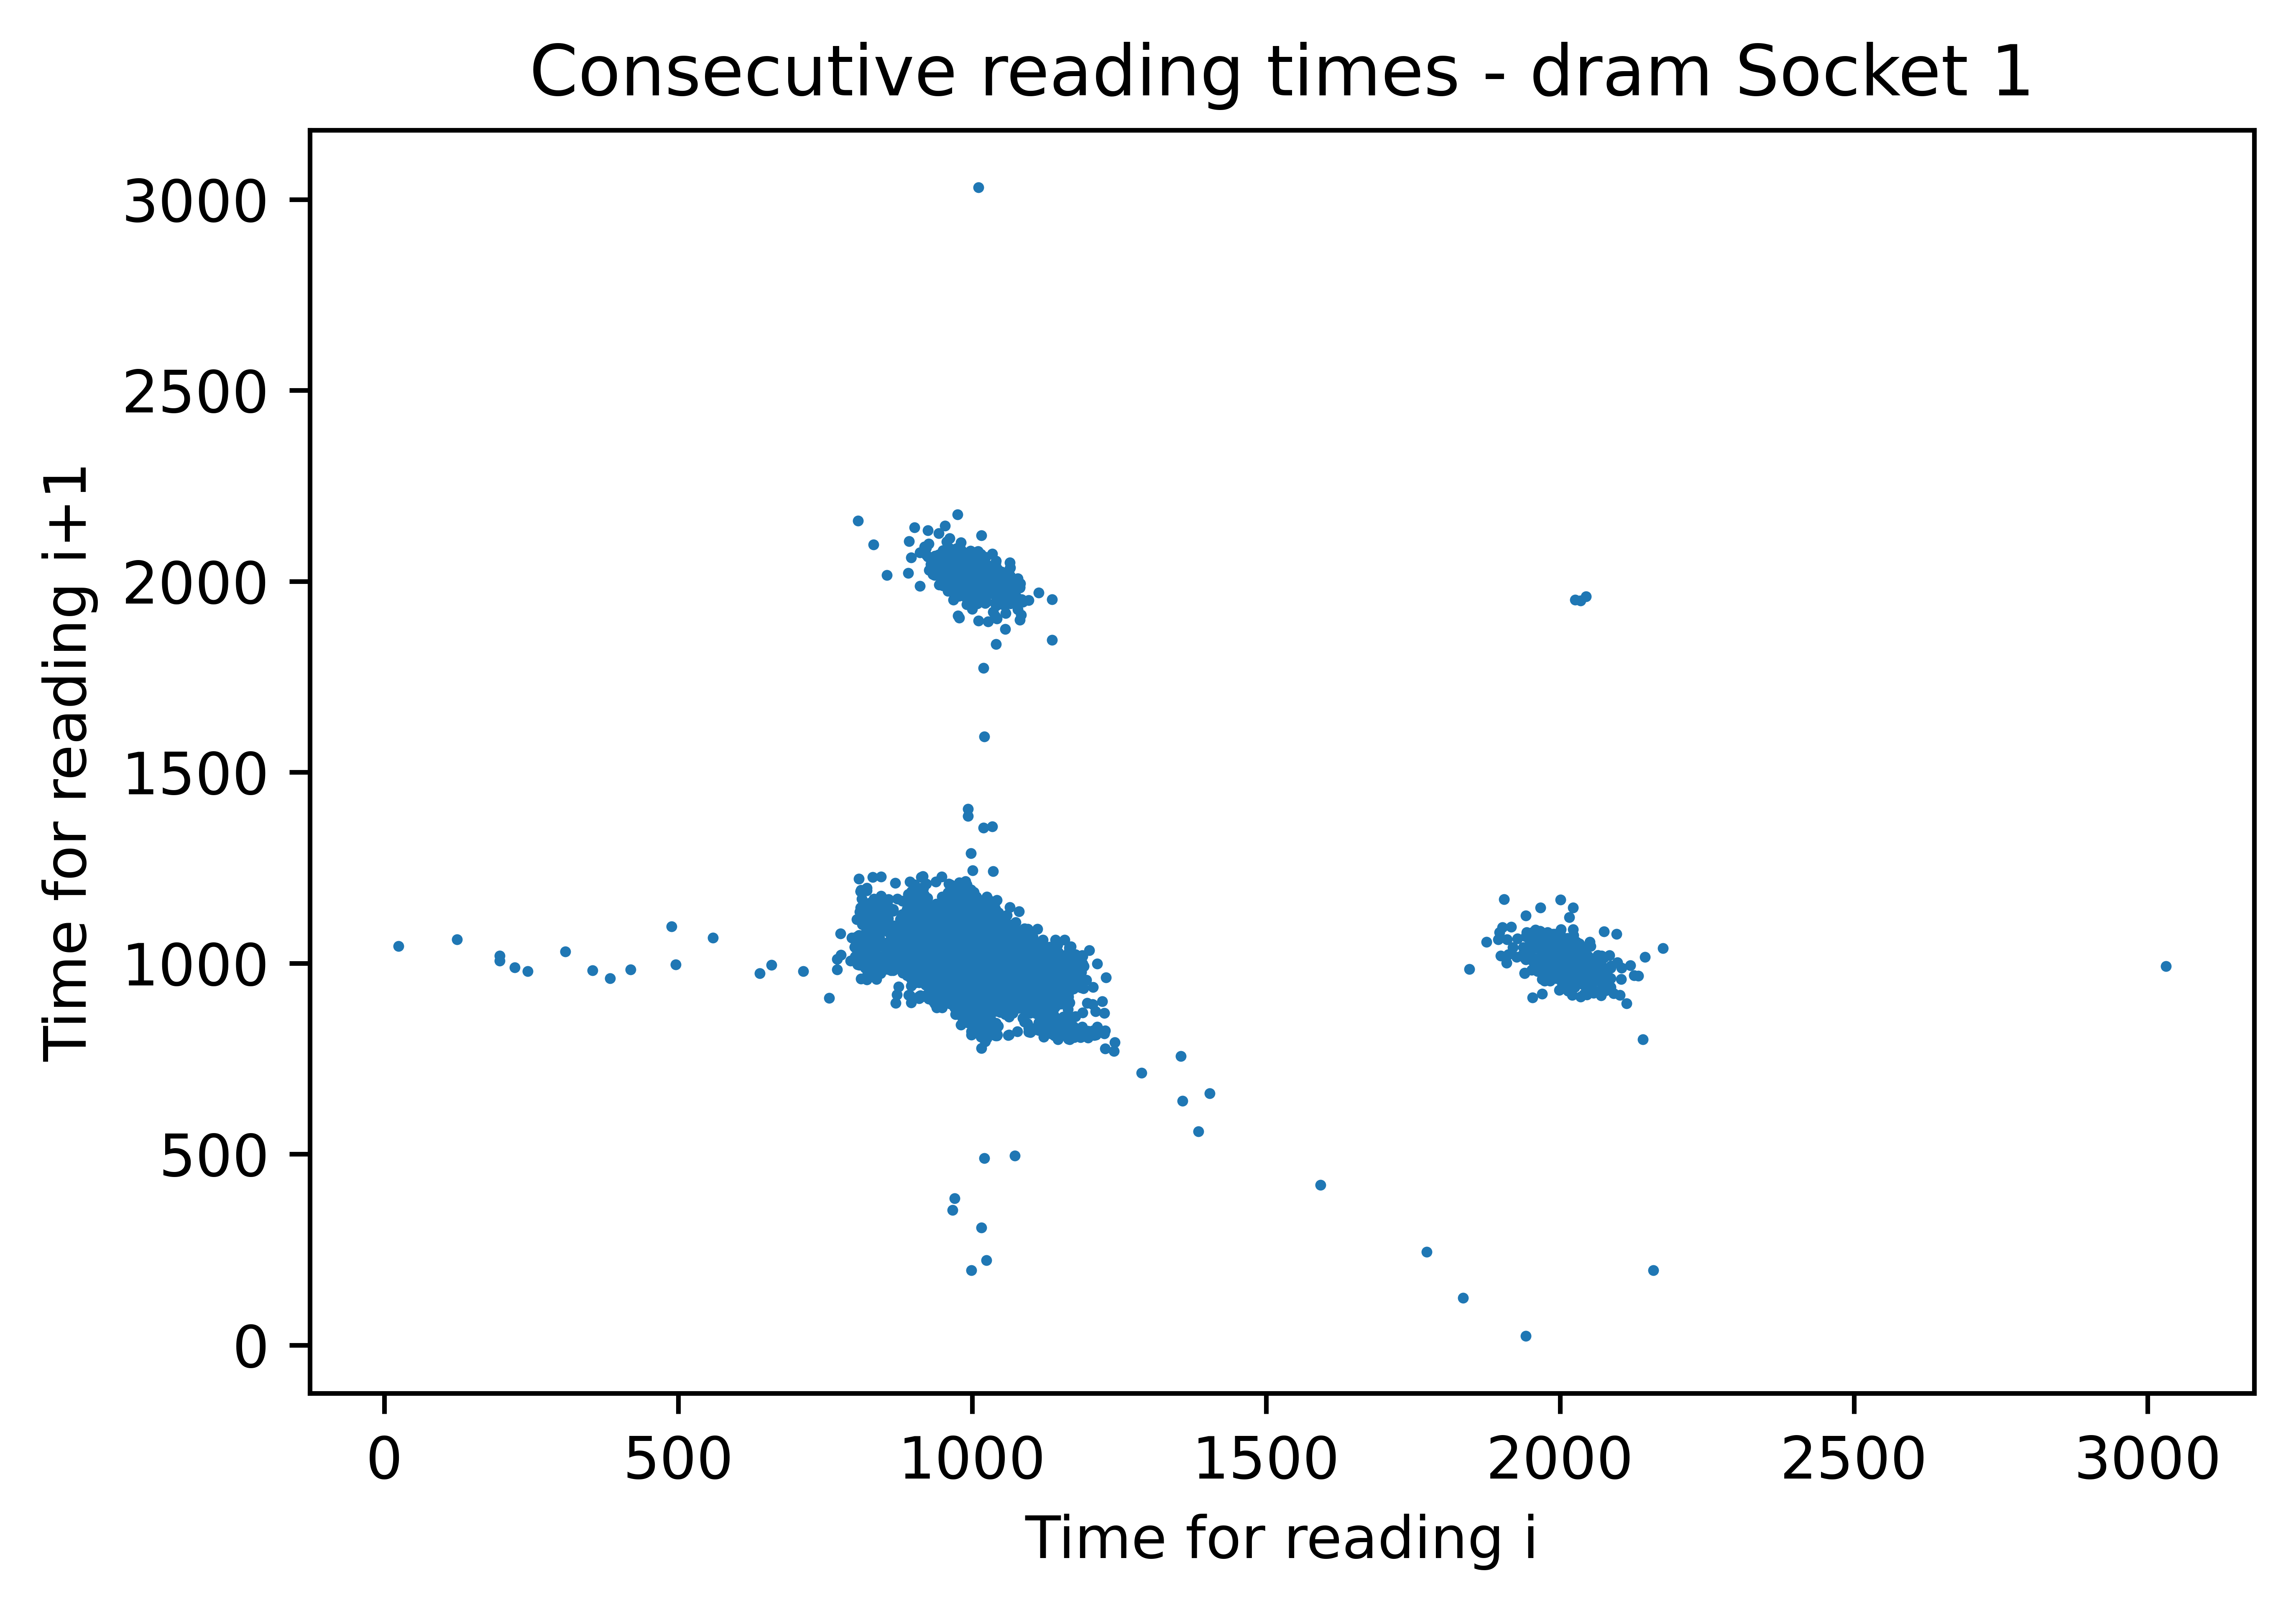 Consecutive reading times - dram Socket 1
Time for reading i+1
3000
2500
2000
1500
1000
500
0
0 500 1000 1500 2000 2500 3000
Time for reading i